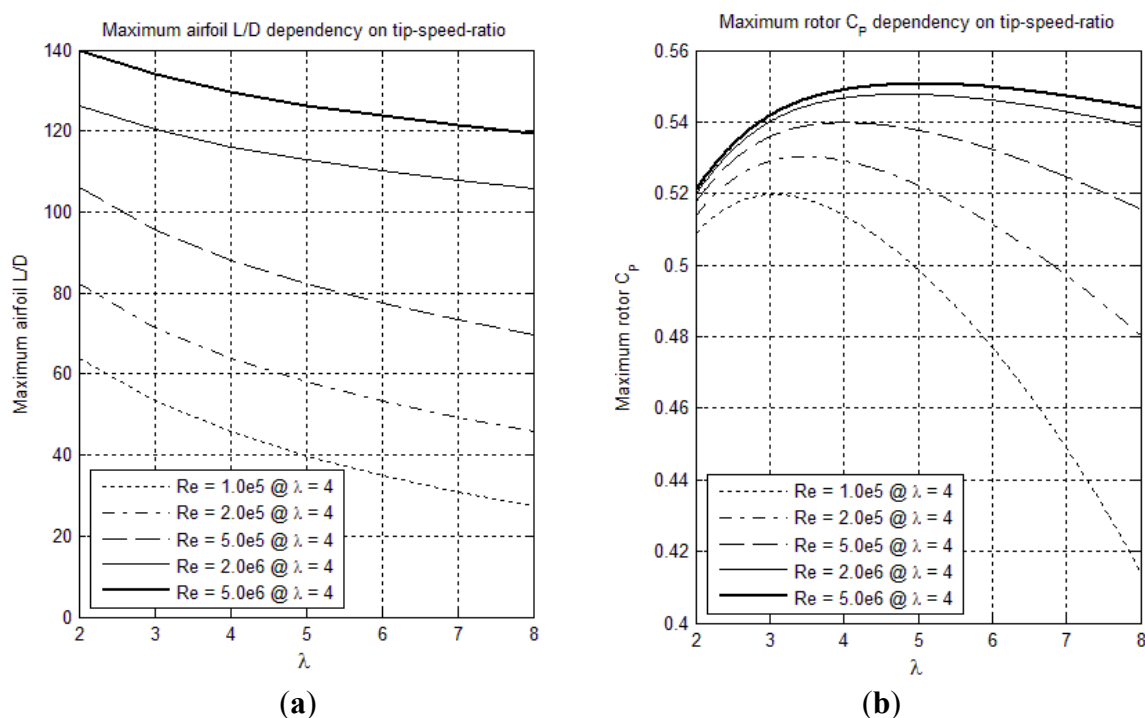 Maximum airfoil L/D dependency on tip-speed-ratio
140
120
100
80
60
40
20
0
Maximum airfoil L/D
Re = 1.0e5 @ λ = 4
Re = 2.0e5 @ λ = 4
Re = 5.0e5 @ λ = 4
Re = 2.0e6 @ λ = 4
Re = 5.0e6 @ λ = 4
2 3 4 5 6 7 8
λ
(a)
Maximum rotor C_P dependency on tip-speed-ratio
0.56
0.54
0.52
0.5
0.48
0.46
0.44
0.42
0.4
Maximum rotor C_P
Re = 1.0e5 @ λ = 4
Re = 2.0e5 @ λ = 4
Re = 5.0e5 @ λ = 4
Re = 2.0e6 @ λ = 4
Re = 5.0e6 @ λ = 4
2 3 4 5 6 7 8
λ
(b)